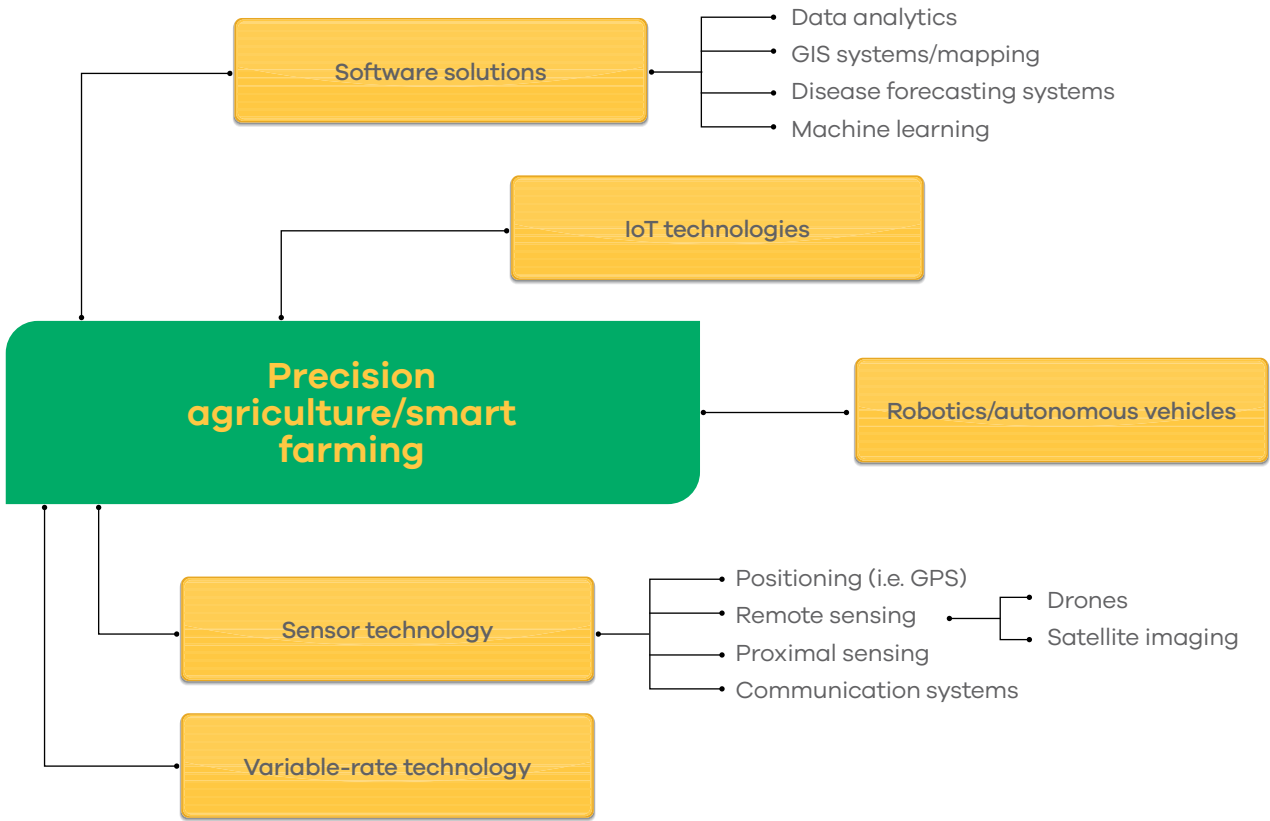 Data analytics
GIS systems/mapping
Software solutions
Disease forecasting systems
Machine learning
IoT technologies
Precision
agriculture/smart
farming
Robotics/autonomous vehicles
Positioning (i.e. GPS)
Remote sensing
Drones
Sensor technology
Satellite imaging
Proximal sensing
Communication systems
Variable-rate technology